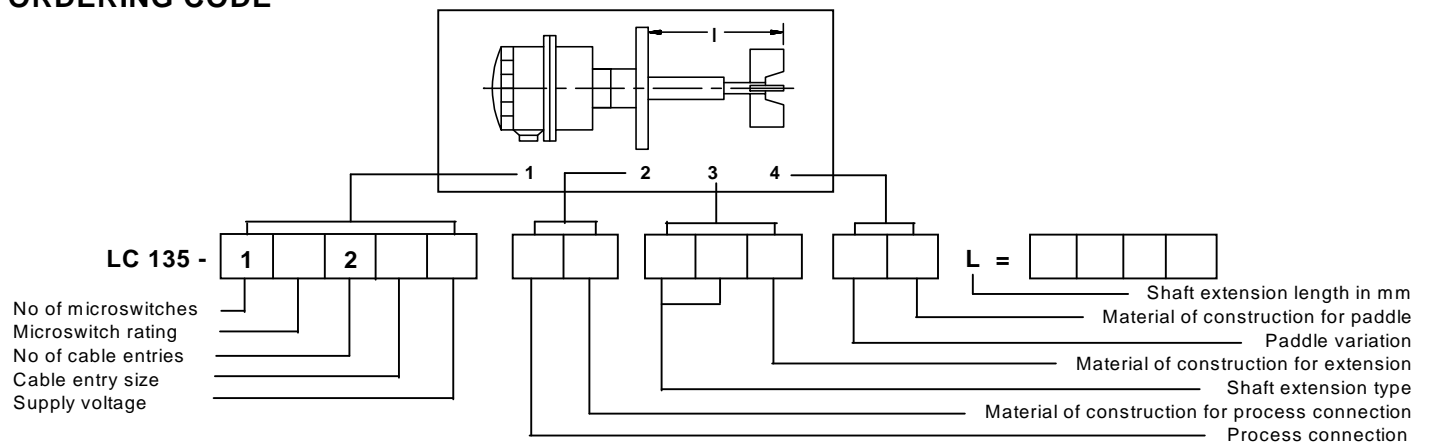 ORDERING CODE
l
1 2 3 4
LC 135 - 1 2 L =
No of microswitches
Microswitch rating
No of cable entries
Cable entry size
Supply voltage
Shaft extension length in mm
Material of construction for paddle
Paddle variation
Material of construction for extension
Shaft extension type
Material of construction for process connection
Process connection